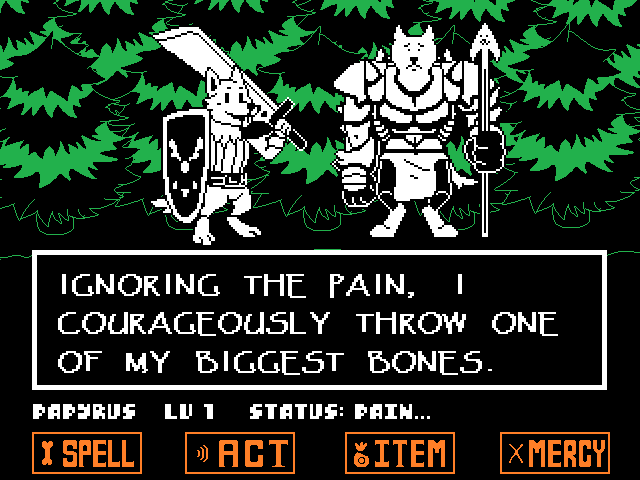 IGNORING THE PAIN, I
COURAGEOUSLY THROW ONE
OF MY BIGGEST BONES.
PAPYRUS LV 1 STATUS: PAIN...
SPELL ACT ITEM MERCY